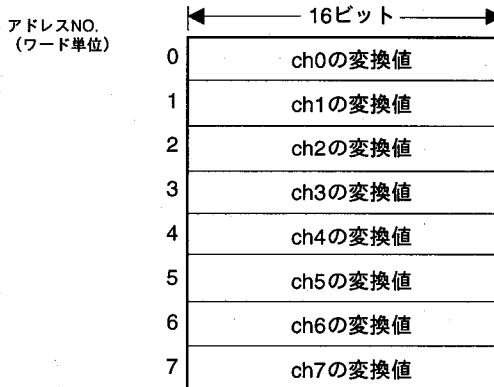 アドレスNO.
(ワード単位)
16ビット
0 ch0の変換値
1 ch1の変換値
2 ch2の変換値
3 ch3の変換値
4 ch4の変換値
5 ch5の変換値
6 ch6の変換値
7 ch7の変換値